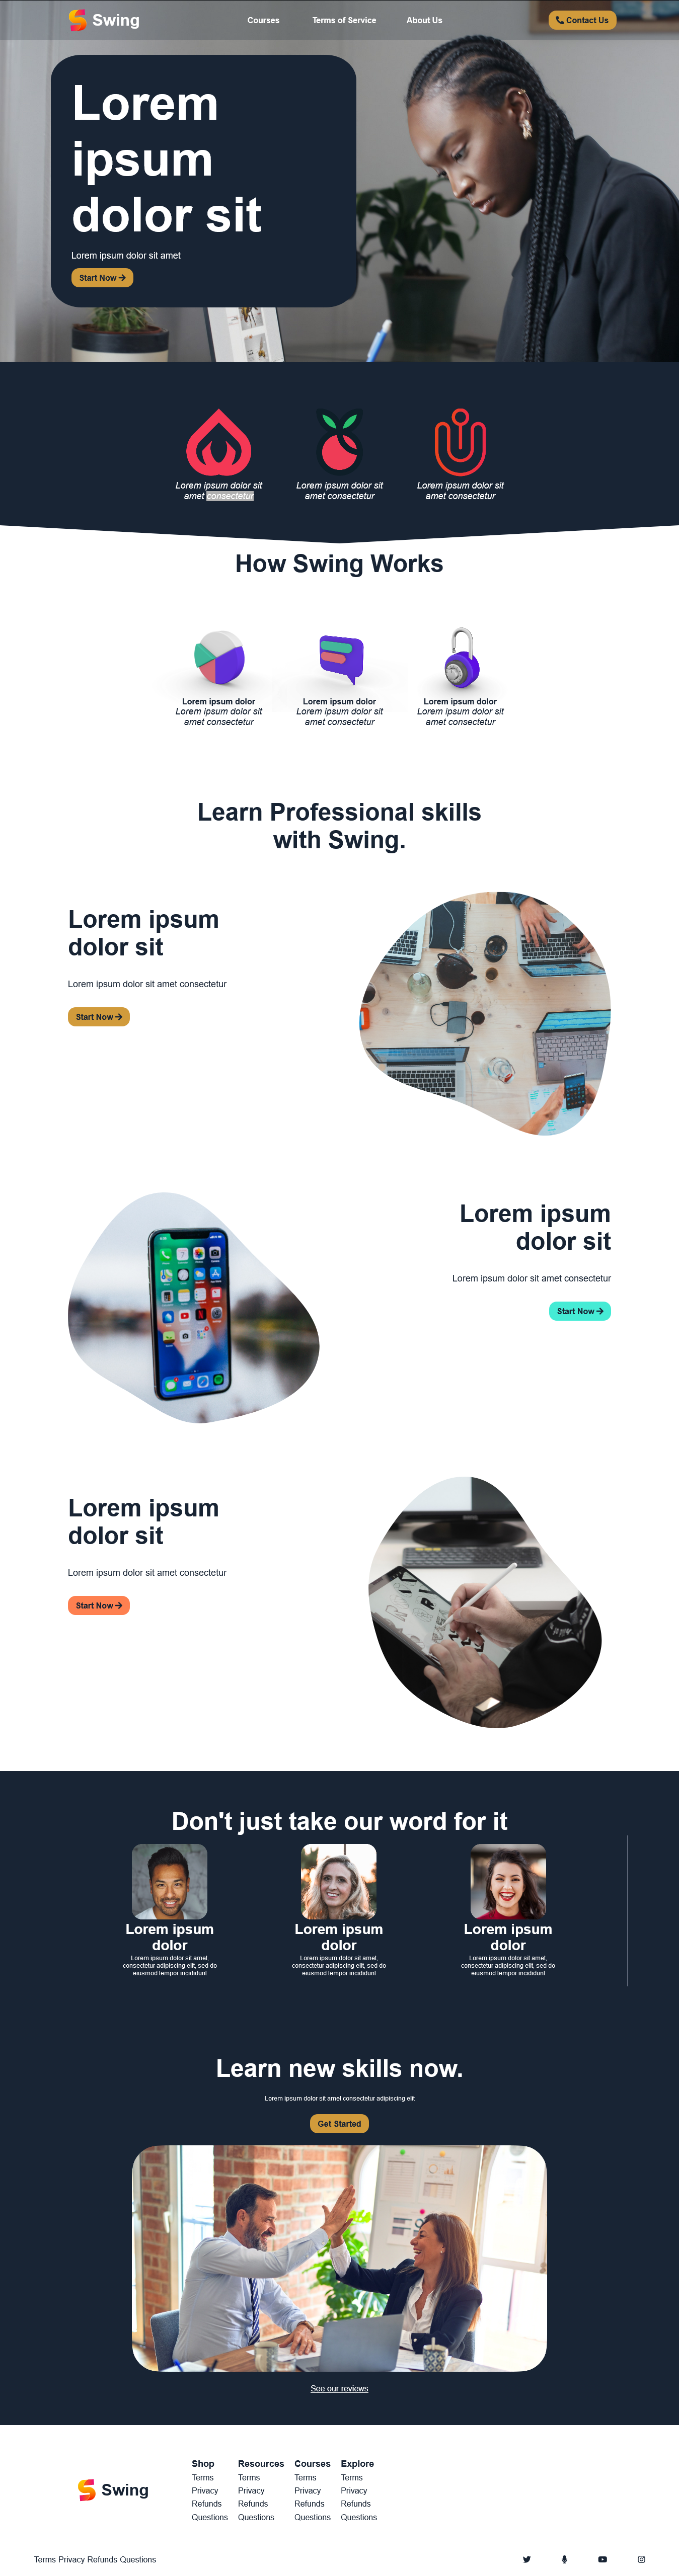 Swing
Courses Terms of Service About Us
Contact Us
Lorem
ipsum
dolor sit
Lorem ipsum dolor sit amet
Start Now
Lorem ipsum dolor sit
amet consectetur
Lorem ipsum dolor sit
amet consectetur
Lorem ipsum dolor sit
amet consectetur
How Swing Works
Lorem ipsum dolor
Lorem ipsum dolor sit
amet consectetur
Lorem ipsum dolor
Lorem ipsum dolor sit
amet consectetur
Lorem ipsum dolor
Lorem ipsum dolor sit
amet consectetur
Learn Professional skills
with Swing.
Lorem ipsum
dolor sit
Lorem ipsum dolor sit amet consectetur
Start Now
Lorem ipsum
dolor sit
Lorem ipsum dolor sit amet consectetur
Start Now
Lorem ipsum
dolor sit
Lorem ipsum dolor sit amet consectetur
Start Now
Don't just take our word for it
Lorem ipsum
dolor
Lorem ipsum dolor sit amet,
consectetur adipiscing elit, sed do
eiusmod tempor incididunt
Lorem ipsum
dolor
Lorem ipsum dolor sit amet,
consectetur adipiscing elit, sed do
eiusmod tempor incididunt
Lorem ipsum
dolor
Lorem ipsum dolor sit amet,
consectetur adipiscing elit, sed do
eiusmod tempor incididunt
Learn new skills now.
Lorem ipsum dolor sit amet consectetur adipiscing elit
Get Started
See our reviews
Swing
Shop
Terms
Privacy
Refunds
Questions
Resources
Terms
Privacy
Refunds
Questions
Courses
Terms
Privacy
Refunds
Questions
Explore
Terms
Privacy
Refunds
Questions
Terms Privacy Refunds Questions